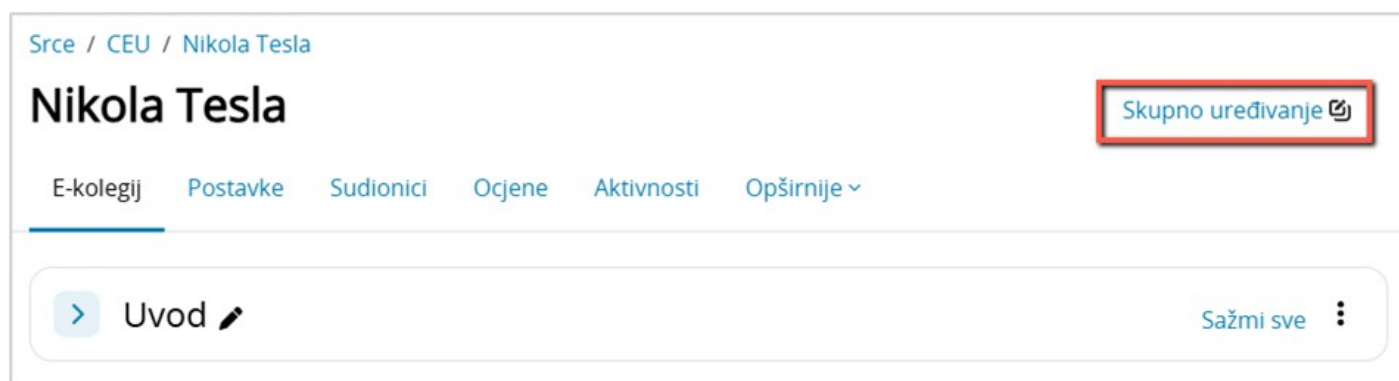 Srce / CEU / Nikola Tesla
Nikola Tesla
Skupno uređivanje
E-kolegij Postavke Sudionici Ocjene Aktivnosti Opširnije
Uvod
Sažmi sve